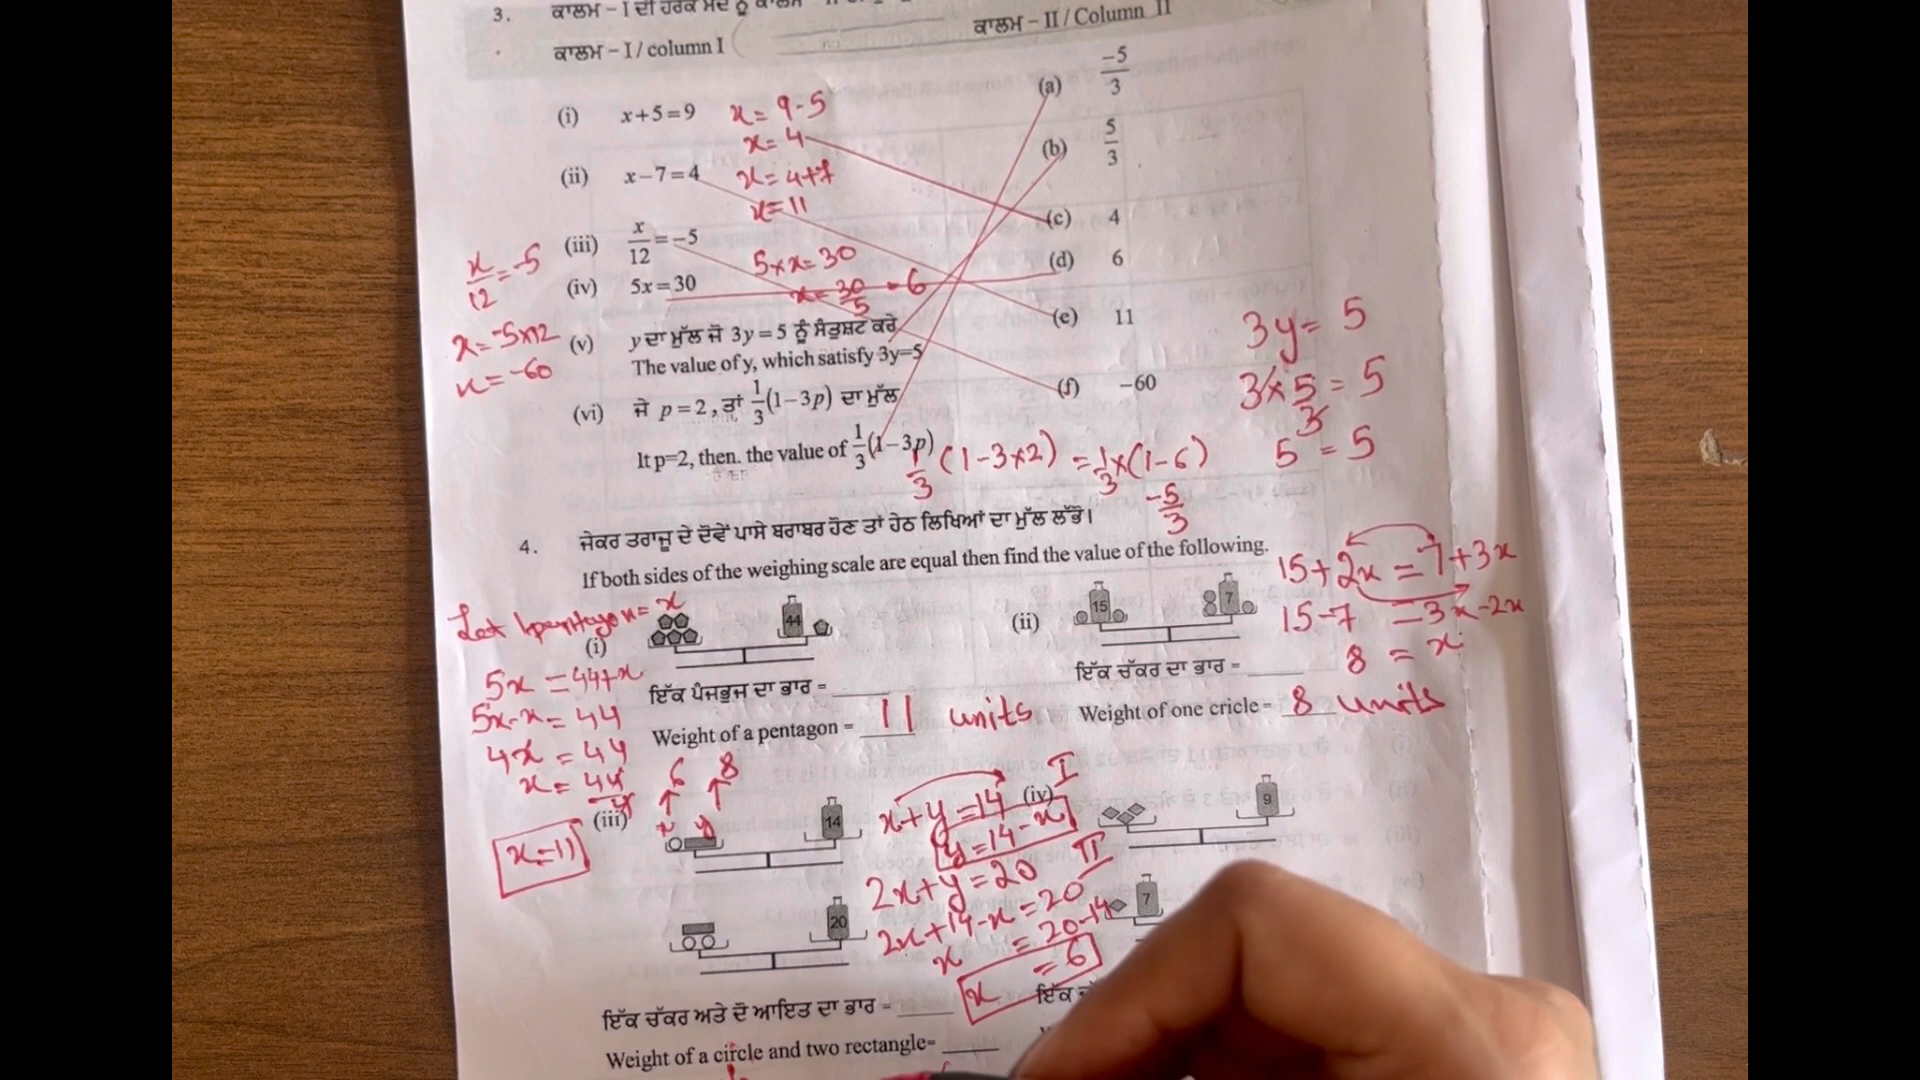 3. ਕਾਲਮ – I ਦੀ ਹਰੇਕ ਮਦ ਨੂੰ ਕਾਲਮ
ਕਾਲਮ – I / column I
ਕਾਲਮ – II / Column II
(i) x+5=9
x = 9-5
x = 4
(a) -5/3
(ii) x–7=4
x = 4+7
x = 11
(b) 5/3
(iii) x/12 = –5
(c) 4
x/12 = -5
x = -5x12
x = -60
(iv) 5x=30
5×x=30
x = 30/5 = 6
(d) 6
(v) y ਦਾ ਮੁੱਲ ਜੋ 3y=5 ਨੂੰ ਸੰਤੁਸ਼ਟ ਕਰੇ
The value of y, which satisfy 3y=5
(e) 11
3y = 5
3×5/3 = 5
5 = 5
(vi) ਜੇ p=2, ਤਾਂ 1/3(1–3p) ਦਾ ਮੁੱਲ
It p=2, then. the value of 1/3(1–3p)
(f) –60
1/3 (1-3×2) = 1/3×(1-6)
-5/3
4. ਜੇਕਰ ਤਰਾਜੂ ਦੇ ਦੋਵੇਂ ਪਾਸੇ ਬਰਾਬਰ ਹੋਣ ਤਾਂ ਹੇਠ ਲਿਖਿਆਂ ਦਾ ਮੁੱਲ ਲੱਭੋ।
If both sides of the weighing scale are equal then find the value of the following.
Let 1 pentagon = x
(i) 44
5x = 44+x
5x-x = 44
4x = 44
x = 44/4
x=11
ਇੱਕ ਪੰਜਭੁਜ ਦਾ ਭਾਰ =
Weight of a pentagon = 11 units
(ii) 15 7
15+2x = 7+3x
15-7 = 3x-2x
8 = x
ਇੱਕ ਚੱਕਰ ਦਾ ਭਾਰ =
Weight of one cricle= 8 units
(iii) 14
6 8
x y
20
x+y=14 I
y=14-x
2x+y=20 II
2x+14-x=20
x = 20-14
x = 6
(iv) 9
7
ਇੱਕ ਚੱਕਰ ਅਤੇ ਦੋ ਆਇਤ ਦਾ ਭਾਰ =
ਇੱਕ
Weight of a circle and two rectangle=